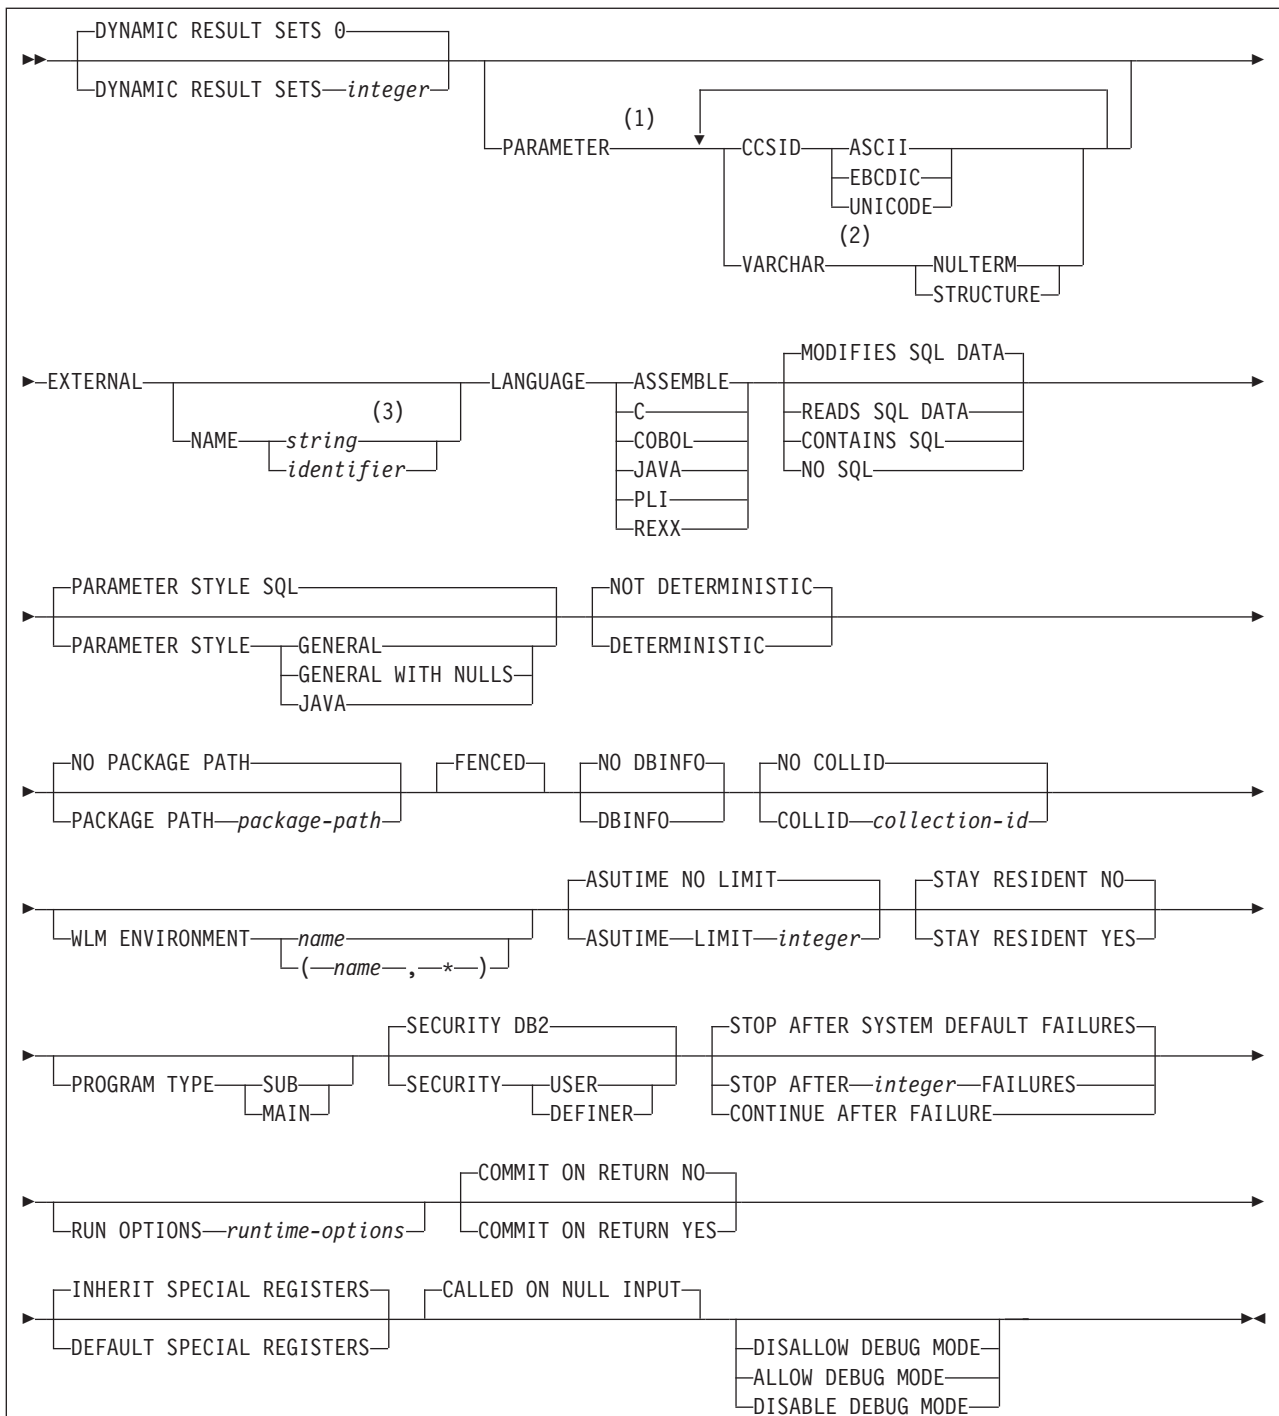 DYNAMIC RESULT SETS 0
DYNAMIC RESULT SETS integer
(1)
PARAMETER CCSID ASCII
EBCDIC
UNICODE
(2)
VARCHAR NULTERM
STRUCTURE
MODIFIES SQL DATA
EXTERNAL LANGUAGE ASSEMBLE
(3) C READS SQL DATA
NAME string COBOL CONTAINS SQL
identifier JAVA NO SQL
PLI
REXX
PARAMETER STYLE SQL NOT DETERMINISTIC
PARAMETER STYLE GENERAL DETERMINISTIC
GENERAL WITH NULLS
JAVA
NO PACKAGE PATH FENCED NO DBINFO NO COLLID
PACKAGE PATH package-path DBINFO COLLID collection-id
ASUTIME NO LIMIT STAY RESIDENT NO
WLM ENVIRONMENT name ASUTIME LIMIT integer STAY RESIDENT YES
( name , * )
SECURITY DB2 STOP AFTER SYSTEM DEFAULT FAILURES
PROGRAM TYPE SUB SECURITY USER STOP AFTER integer FAILURES
MAIN DEFINER CONTINUE AFTER FAILURE
COMMIT ON RETURN NO
RUN OPTIONS runtime-options COMMIT ON RETURN YES
INHERIT SPECIAL REGISTERS CALLED ON NULL INPUT
DEFAULT SPECIAL REGISTERS DISALLOW DEBUG MODE
ALLOW DEBUG MODE
DISABLE DEBUG MODE